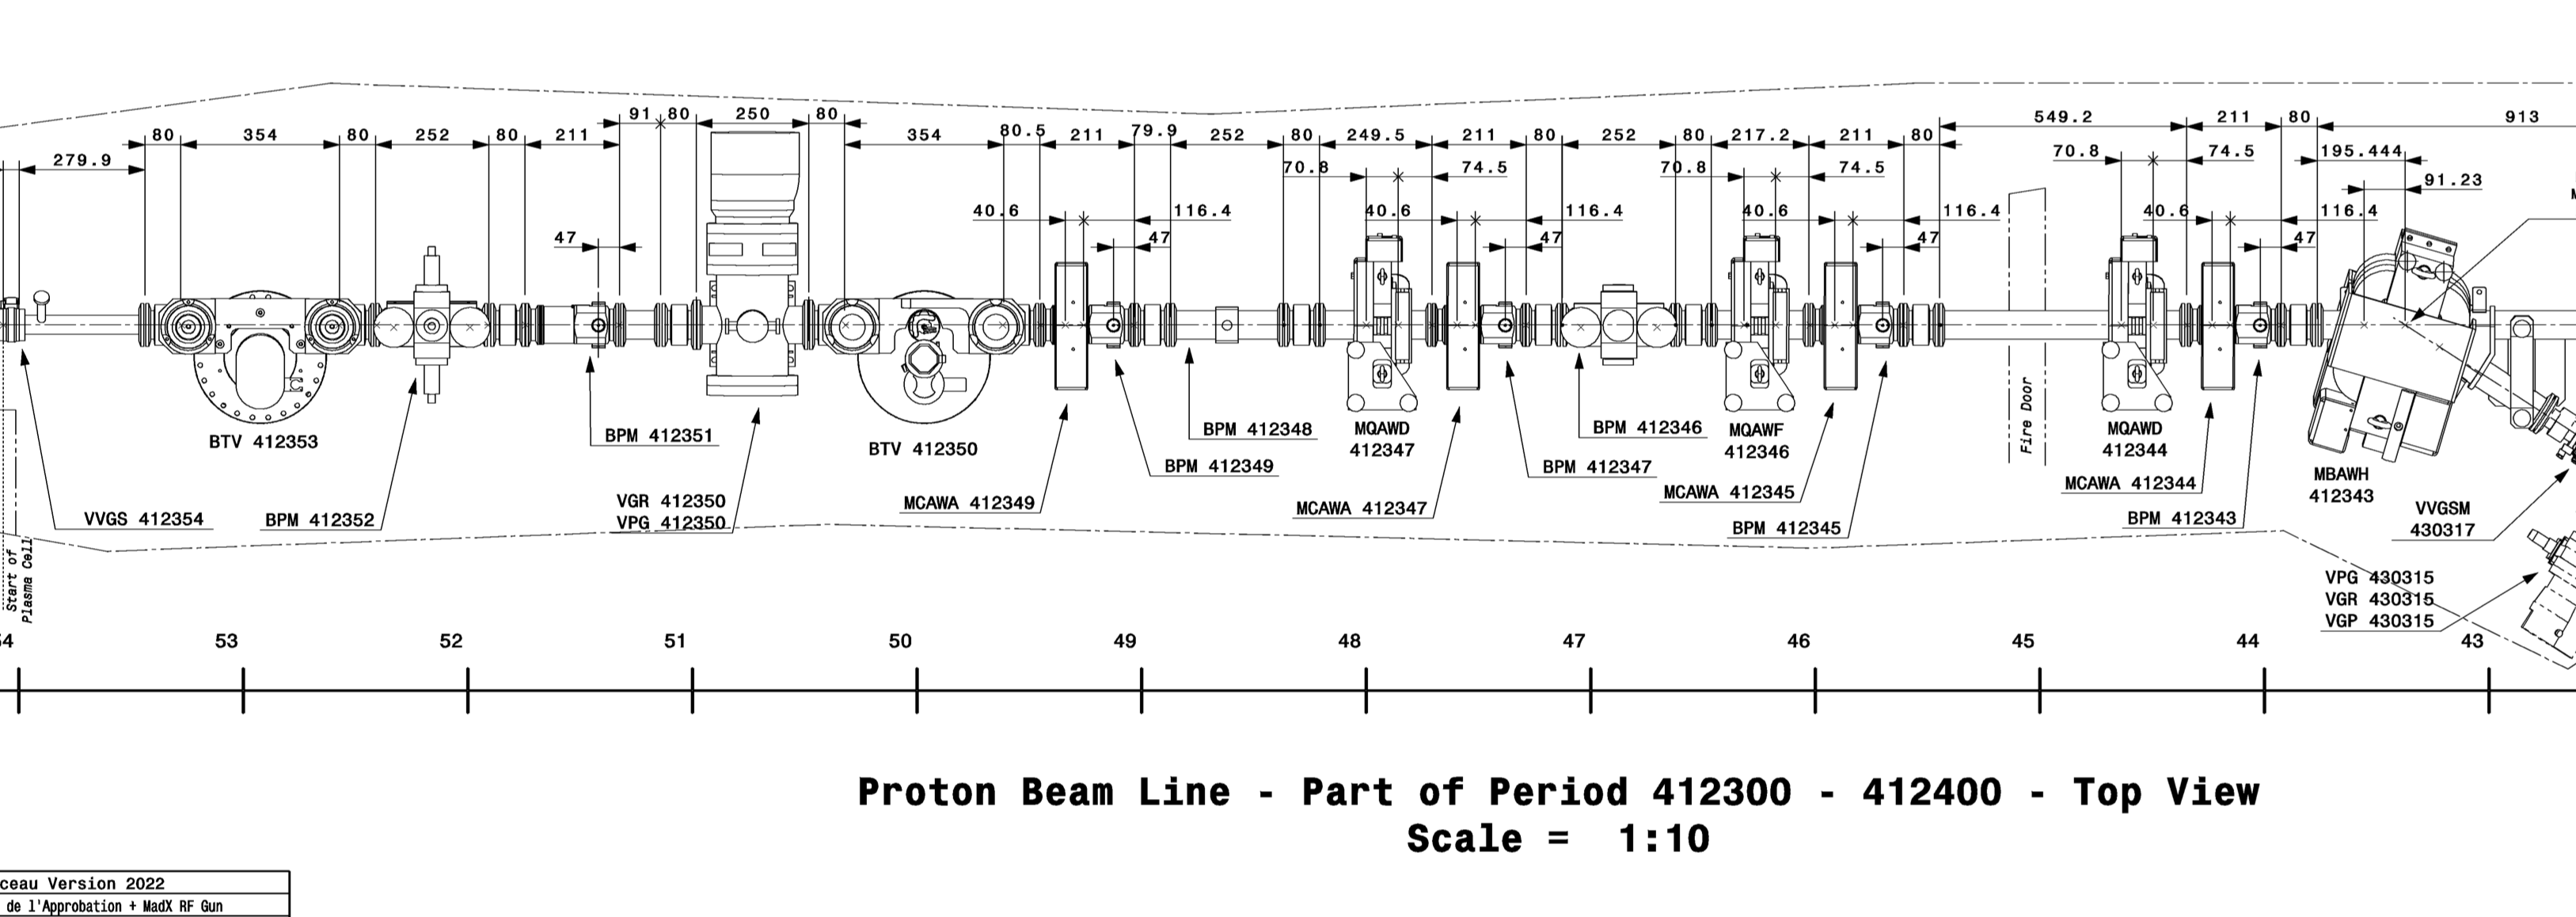 91 80 250 80
549.2 211 80 913
80 354 80 252 80 211 354 80.5 211 79.9 252 80 249.5 211 80 252 80 217.2 211 80
279.9 70.8 74.5 70.8 74.5 70.8 74.5 195.444
91.23
40.6 116.4 40.6 116.4 40.6 116.4 40.6 116.4
47 47 47 47 47
Fire Door
BTV 412353
BPM 412351
BTV 412350
BPM 412348
BPM 412349
MQAWD
412347
BPM 412346
BPM 412347
MQAWF
412346
MQAWD
412344
MBAWH
412343
VVGS 412354
BPM 412352
VGR 412350
VPG 412350
MCAWA 412349
MCAWA 412347
MCAWA 412345
BPM 412345
MCAWA 412344
BPM 412343
VVGSM
430317
VPG 430315
VGR 430315
VGP 430315
Start of
Plasma Cell
53 52 51 50 49 48 47 46 45 44 43
Proton Beam Line - Part of Period 412300 - 412400 - Top View
Scale = 1:10
Version 2022
de l'Approbation + MadX RF Gun